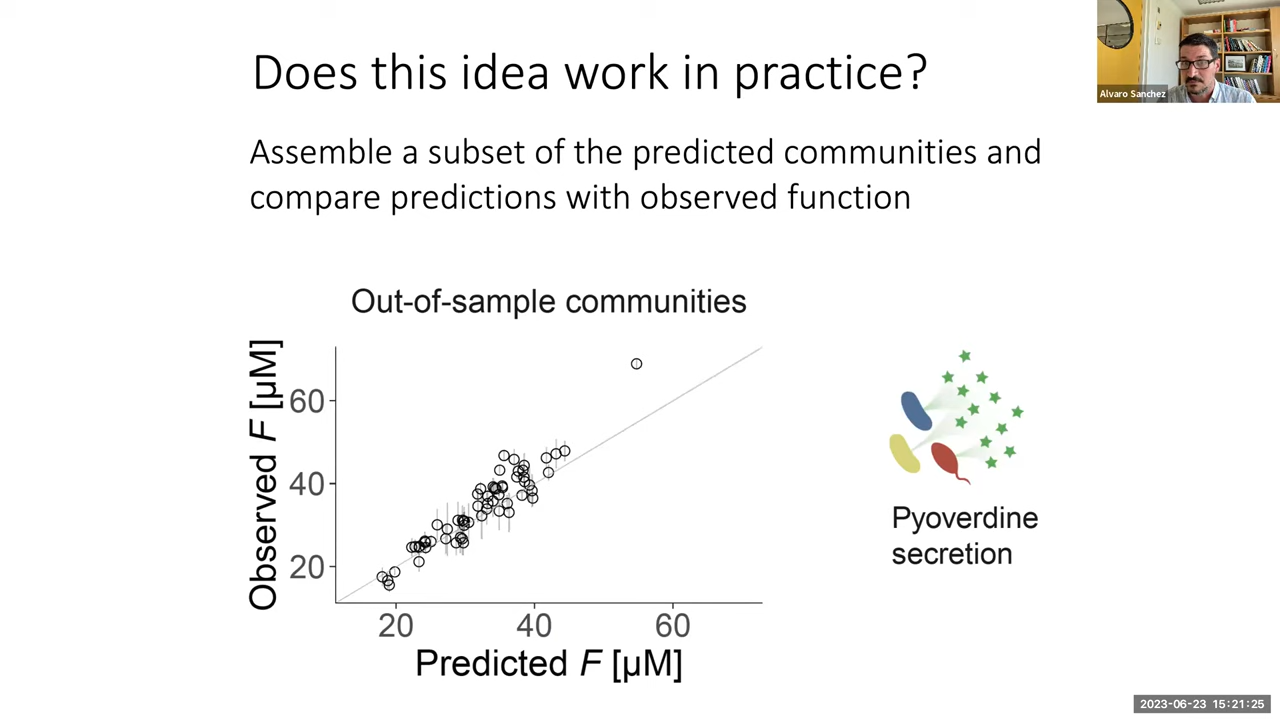 Does this idea work in practice?
Alvaro Sanchez
Assemble a subset of the predicted communities and
compare predictions with observed function
Out-of-sample communities
Observed F [μM]
60
40
20
20 40 60
Predicted F [μM]
Pyoverdine
secretion
2023-06-23 15:21:25